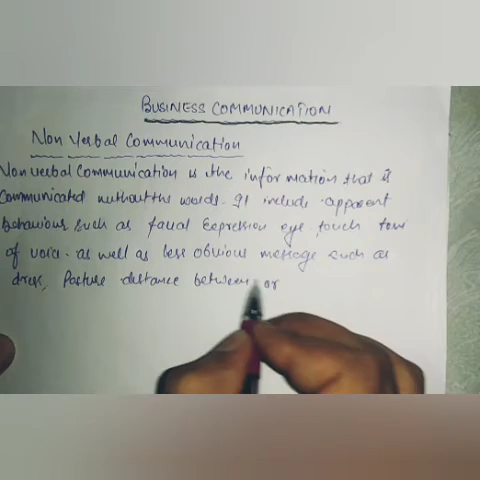 BUSINESS COMMUNICATION
Non Verbal Communication
Non verbal Communication is the information that is
Communicated without the words. It include apparent
Behaviour such as facial Expression eye, touch tone
of voice. as well as less obvious message such as
dress, Posture distance between or